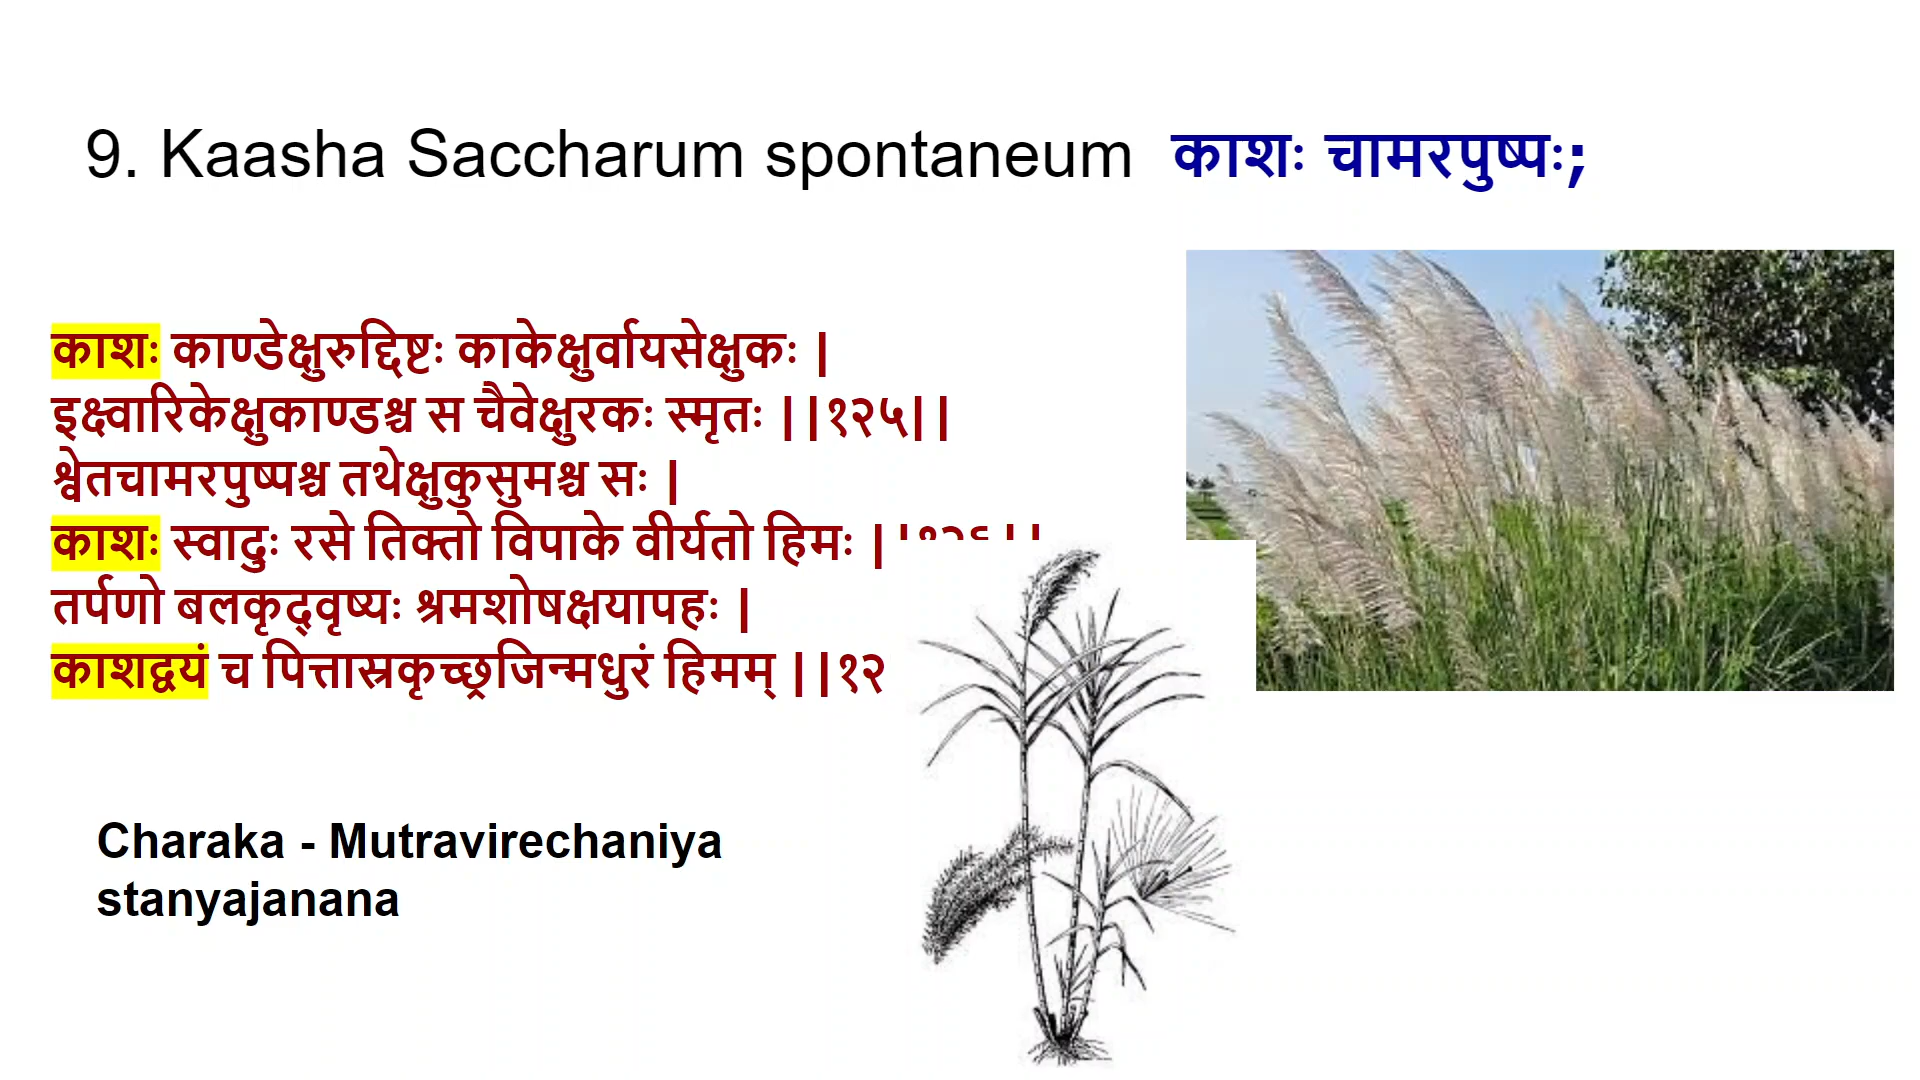 9. Kaasha Saccharum spontaneum काशः चामरपुष्पः;
काशः काण्डेक्षुरुद्दिष्टः काकेक्षुर्वायसेक्षुकः |
इक्ष्वारिकेक्षुकाण्डश्च स चैवेक्षुरकः स्मृतः ||१२५||
श्वेतचामरपुष्पश्च तथेक्षुकुसुमश्च सः |
काशः स्वादुः रसे तिक्तो विपाके वीर्यतो हिमः |
तर्पणो बलकृद्वृष्यः श्रमशोषक्षयापहः |
काशद्वयं च पित्तास्रकृच्छ्रजिन्मधुरं हिमम् ||१२
Charaka - Mutravirechaniya
stanyajanana